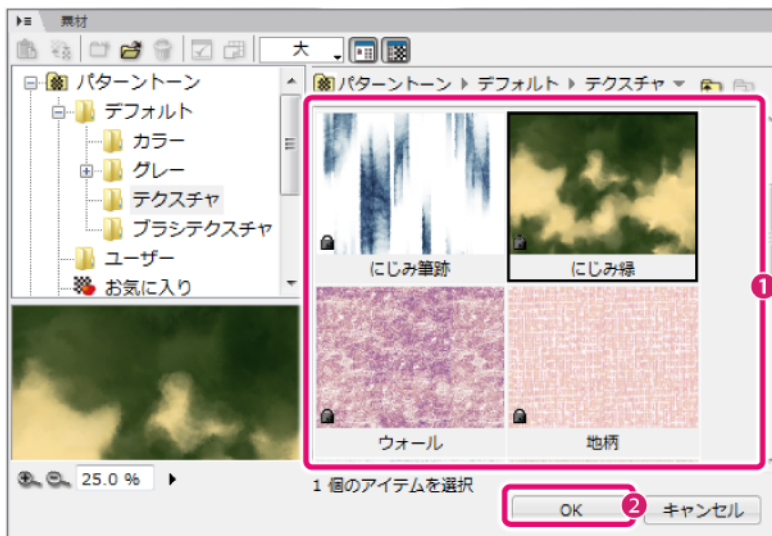 素材
大
パターントーン
デフォルト
カラー
グレー
テクスチャ
ブラシテクスチャ
ユーザー
お気に入り
25.0 %
パターントーン デフォルト テクスチャ
にじみ筆跡 にじみ緑
ウォール 地柄
1
1 個のアイテムを選択
OK 2 キャンセル